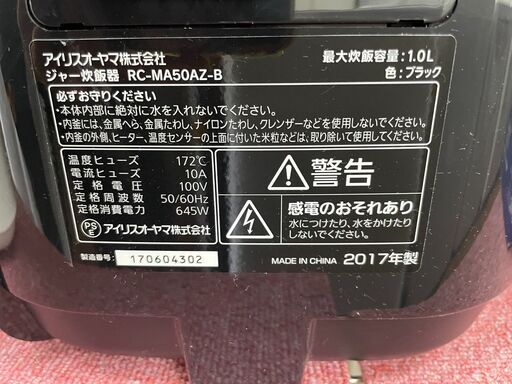 アイリスオーヤマ株式会社
ジャー炊飯器 RC-MA50AZ-B
最大炊飯容量:1.0L
色:ブラック
必ずお守りください
・本体内部に絶対に水を入れないでください。
・内釜には、金属へら、金属たわし、ナイロンたわし、クレンザーなどを使用しないでください。
・内釜の外側、ヒーター、温度センサーの上面に付いた米粒などは、取り除いて使用してください。
温度ヒューズ 172℃
電流ヒューズ 10A
定格電圧 100V
定格周波数 50/60Hz
定格消費電力 645W
PSE アイリスオーヤマ株式会社
製造番号: 170604302
警告
感電のおそれあり
水につけたり、水をかけたり
しないでください。
MADE IN CHINA 2017年製